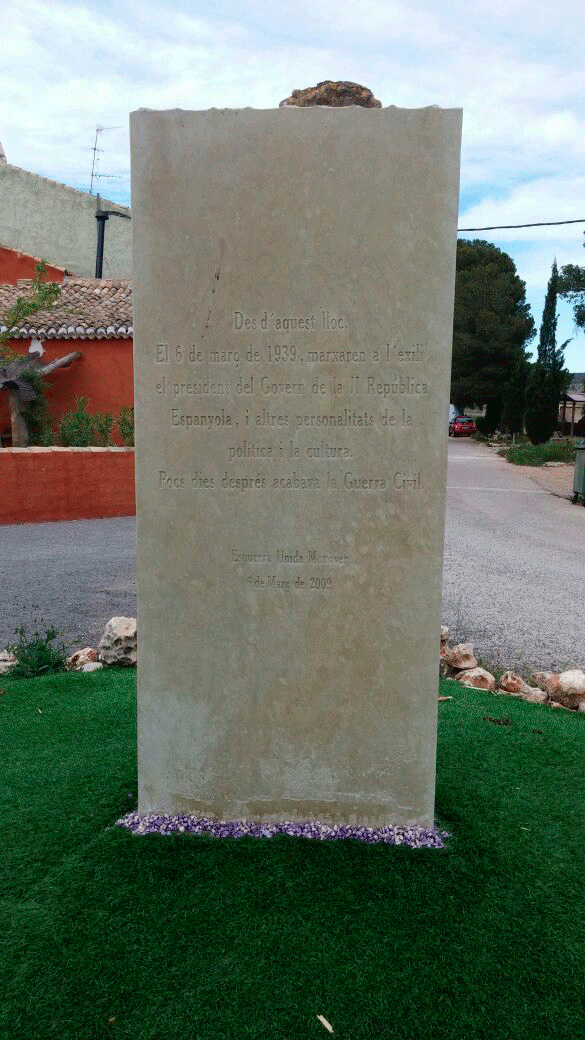 Des d'aquest lloc,
El 6 de març de 1939, marxaren a l'exili
el president del Govern de la II República
Espanyola, i altres personalitats de la
política i la cultura.
Pocs dies després acabava la Guerra Civil.
Esquerra Unida Monòver
6 de Març de 2009